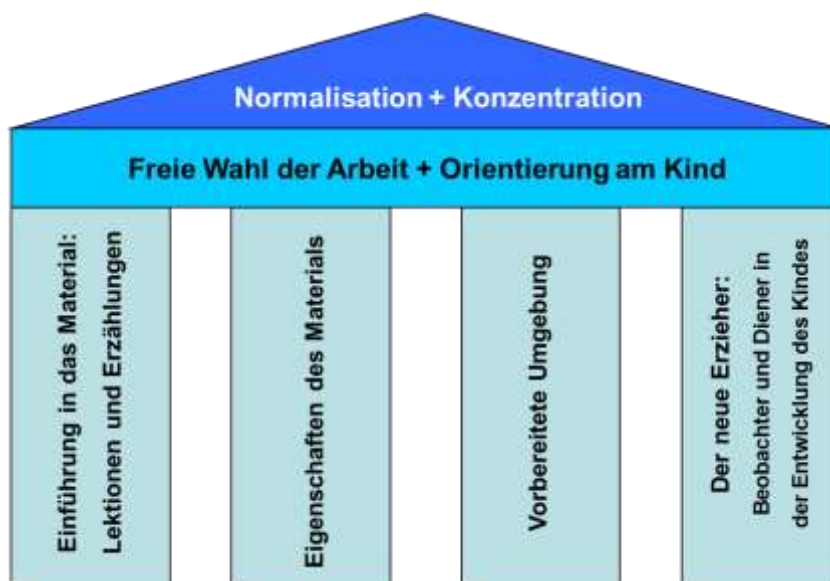 Normalisation + Konzentration
Freie Wahl der Arbeit + Orientierung am Kind
Einführung in das Material:
Lektionen und Erzählungen
Eigenschaften des Materials
Vorbereitete Umgebung
Der neue Erzieher:
Beobachter und Diener in
der Entwicklung des Kindes